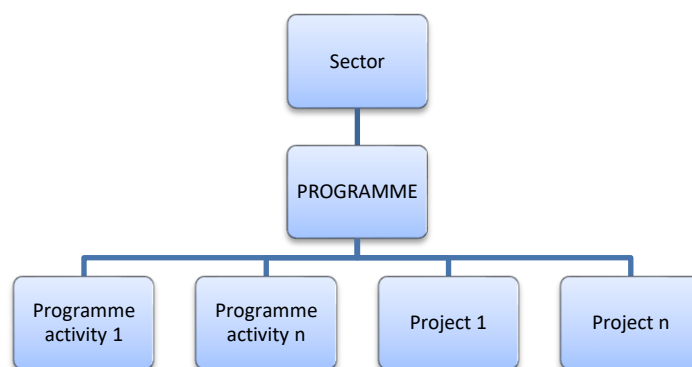 Sector
PROGRAMME
Programme
activity 1
Programme
activity n
Project 1
Project n